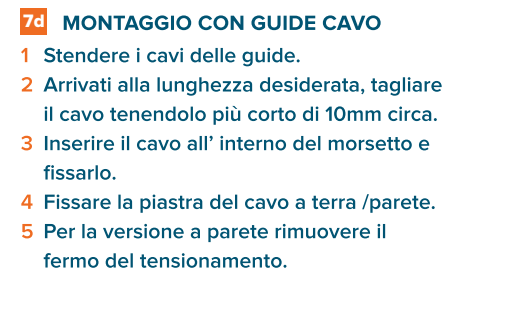 7d MONTAGGIO CON GUIDE CAVO
1 Stendere i cavi delle guide.
2 Arrivati alla lunghezza desiderata, tagliare
il cavo tenendolo più corto di 10mm circa.
3 Inserire il cavo all’ interno del morsetto e
fissarlo.
4 Fissare la piastra del cavo a terra /parete.
5 Per la versione a parete rimuovere il
fermo del tensionamento.